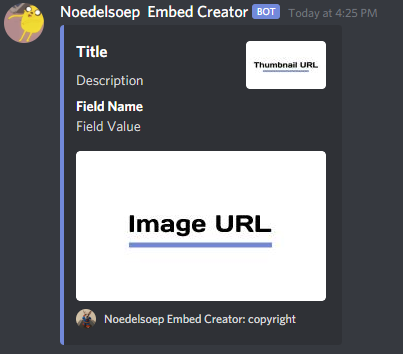 Noedelsoep Embed Creator BOT Today at 4:25 PM
Title
Thumbnail URL
Description
Field Name
Field Value
Image URL
Noedelsoep Embed Creator: copyright